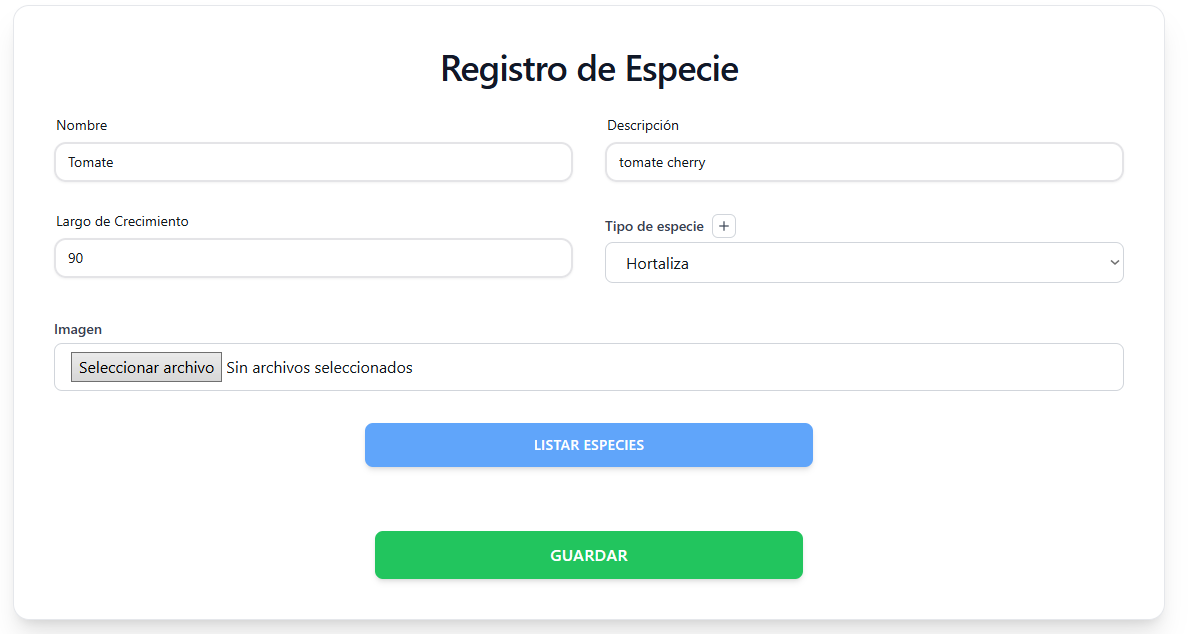 Registro de Especie
Nombre
Descripción
Tomate
tomate cherry
Largo de Crecimiento
Tipo de especie +
90
Hortaliza
Imagen
Seleccionar archivo Sin archivos seleccionados
LISTAR ESPECIES
GUARDAR